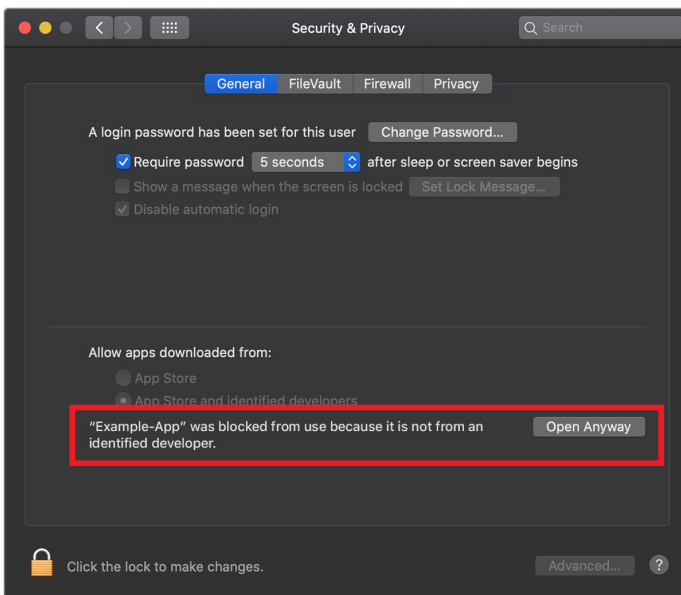 Security & Privacy
Search
General FileVault Firewall Privacy
A login password has been set for this user Change Password...
Require password 5 seconds after sleep or screen saver begins
Show a message when the screen is locked Set Lock Message...
Disable automatic login
Allow apps downloaded from:
App Store
App Store and identified developers
“Example-App” was blocked from use because it is not from an Open Anyway
identified developer.
Click the lock to make changes. Advanced... ?